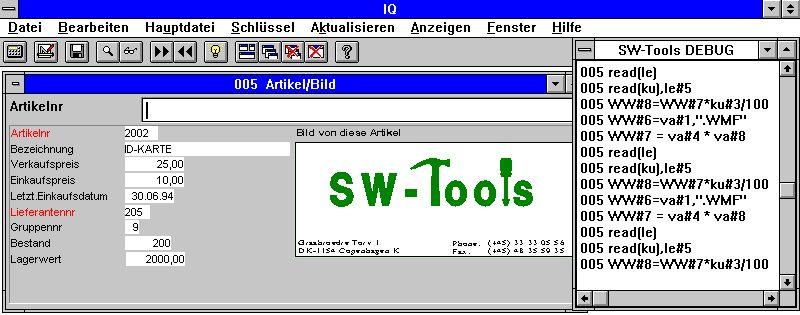 IQ
Datei Bearbeiten Hauptdatei Schlüssel Aktualisieren Anzeigen Fenster Hilfe
005 Artikel/Bild
Artikelnr
Artikelnr 2002
Bezeichnung ID-KARTE
Verkaufspreis 25,00
Einkaufspreis 10,00
Letzt.Einkaufsdatum 30.06.94
Lieferantennr 205
Gruppennr 9
Bestand 200
Lagerwert 2000,00
Bild von diese Artikel
SW-Tools
Graabroedre Torv 1 Phone. (+45) 33 33 05 56
DK-1154 Copenhagen K Fax. (+45) 48 35 59 35
SW-Tools DEBUG
005 read(le)
005 read(ku),le#5
005 WW#8=WW#7*ku#3/100
005 WW#6=va#1,".WMF"
005 WW#7 = va#4 * va#8
005 read(le)
005 read(ku),le#5
005 WW#8=WW#7*ku#3/100
005 WW#6=va#1,".WMF"
005 WW#7 = va#4 * va#8
005 read(le)
005 read(ku),le#5
005 WW#8=WW#7*ku#3/100